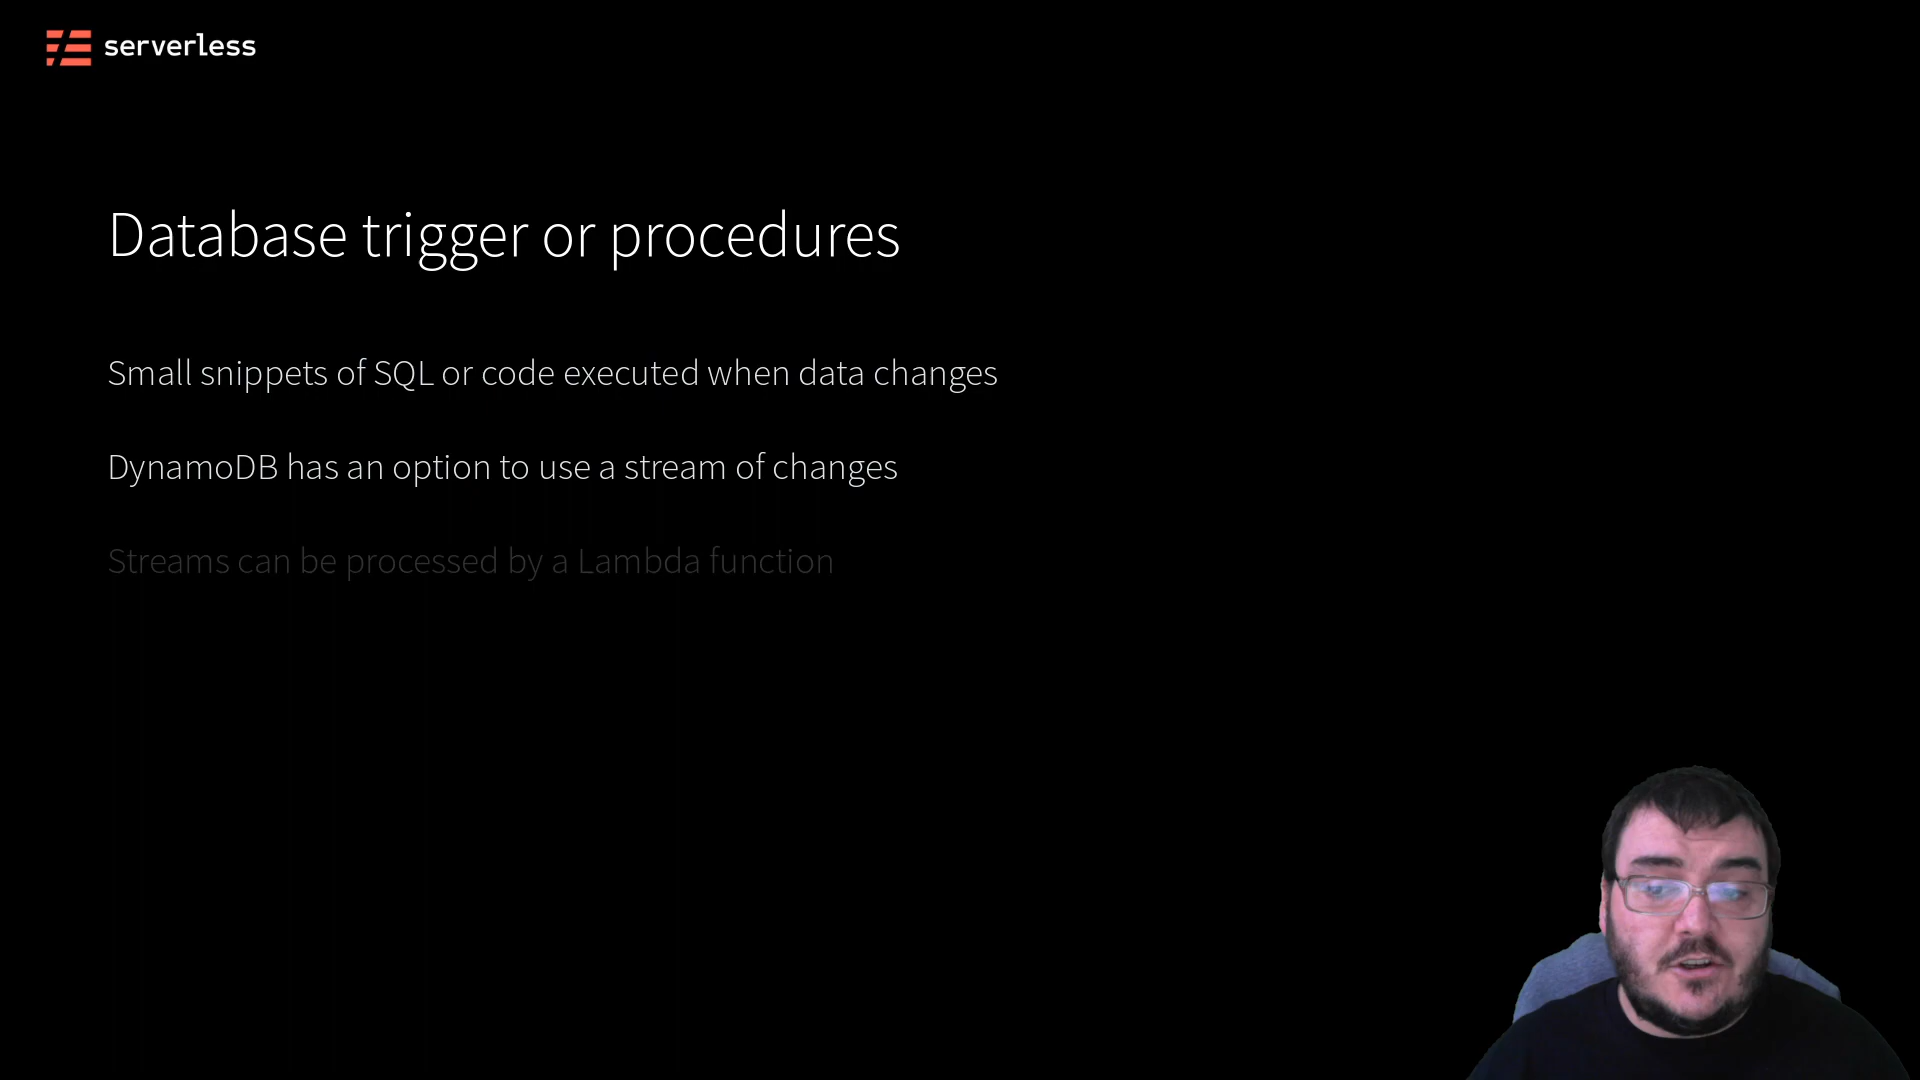 serverless
Database trigger or procedures
Small snippets of SQL or code executed when data changes
DynamoDB has an option to use a stream of changes
Streams can be processed by a Lambda function